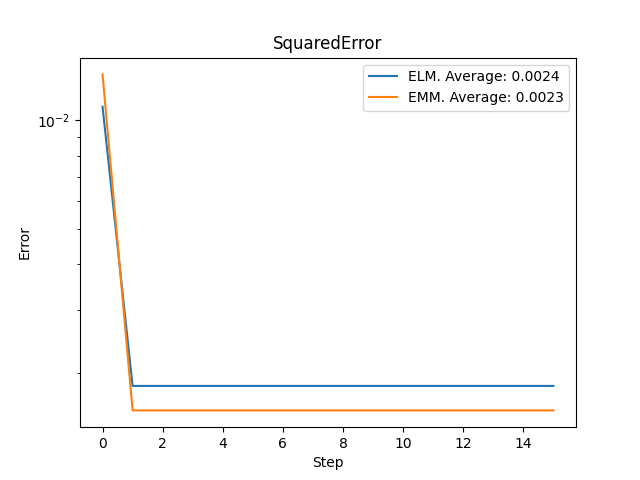 SquaredError
ELM. Average: 0.0024
EMM. Average: 0.0023
10⁻²
Error
0 2 4 6 8 10 12 14
Step